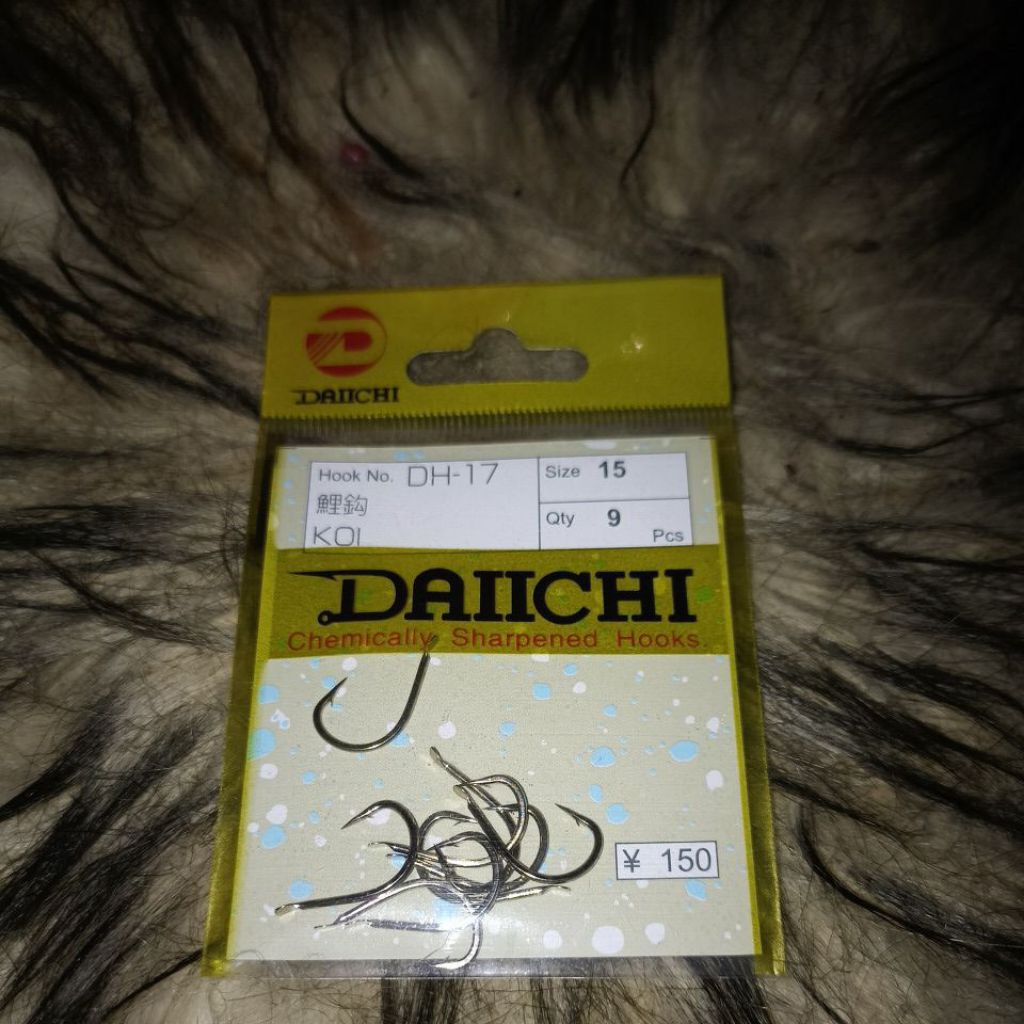 DAIICHI
Hook No. DH-17
鯉鈎
KOI
Size 15
Qty 9 Pcs
DAIICHI
Chemically Sharpened Hooks
¥ 150